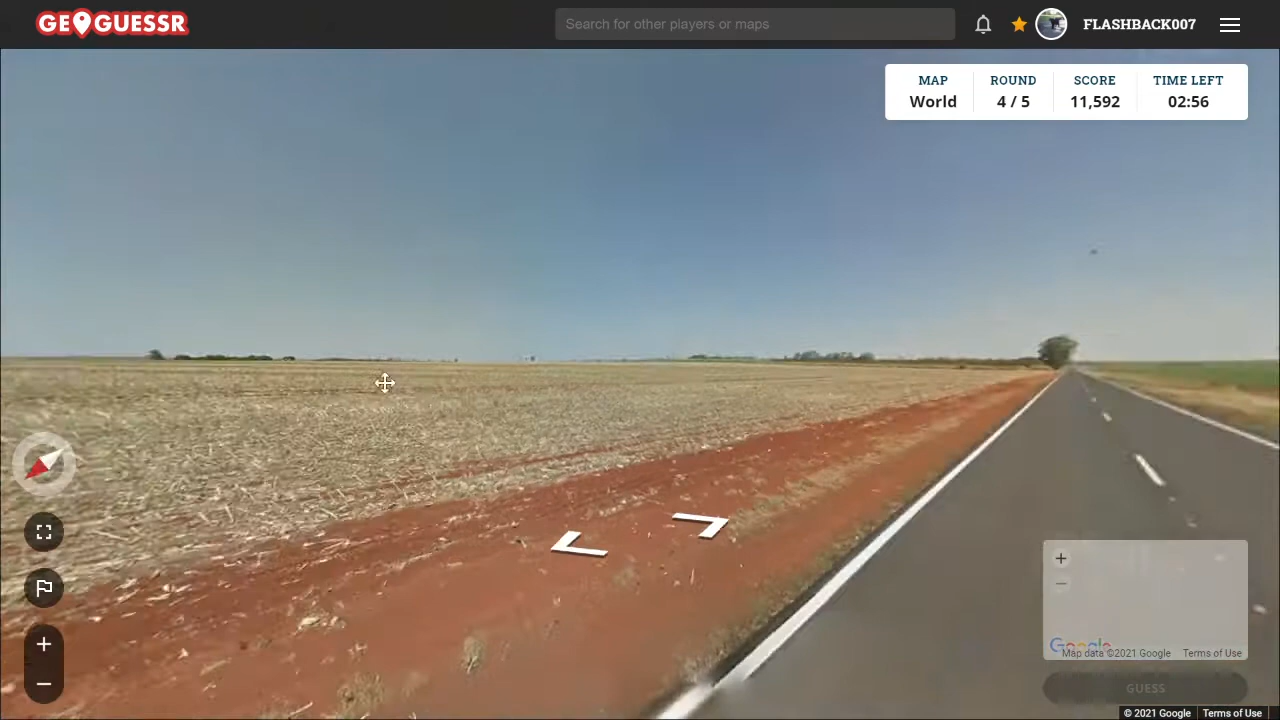 GEOGUESSR
Search for other players or maps
FLASHBACK007
MAP ROUND SCORE TIME LEFT
World 4 / 5 11,592 02:56
Google
Map data ©2021 Google Terms of Use
GUESS
© 2021 Google Terms of Use